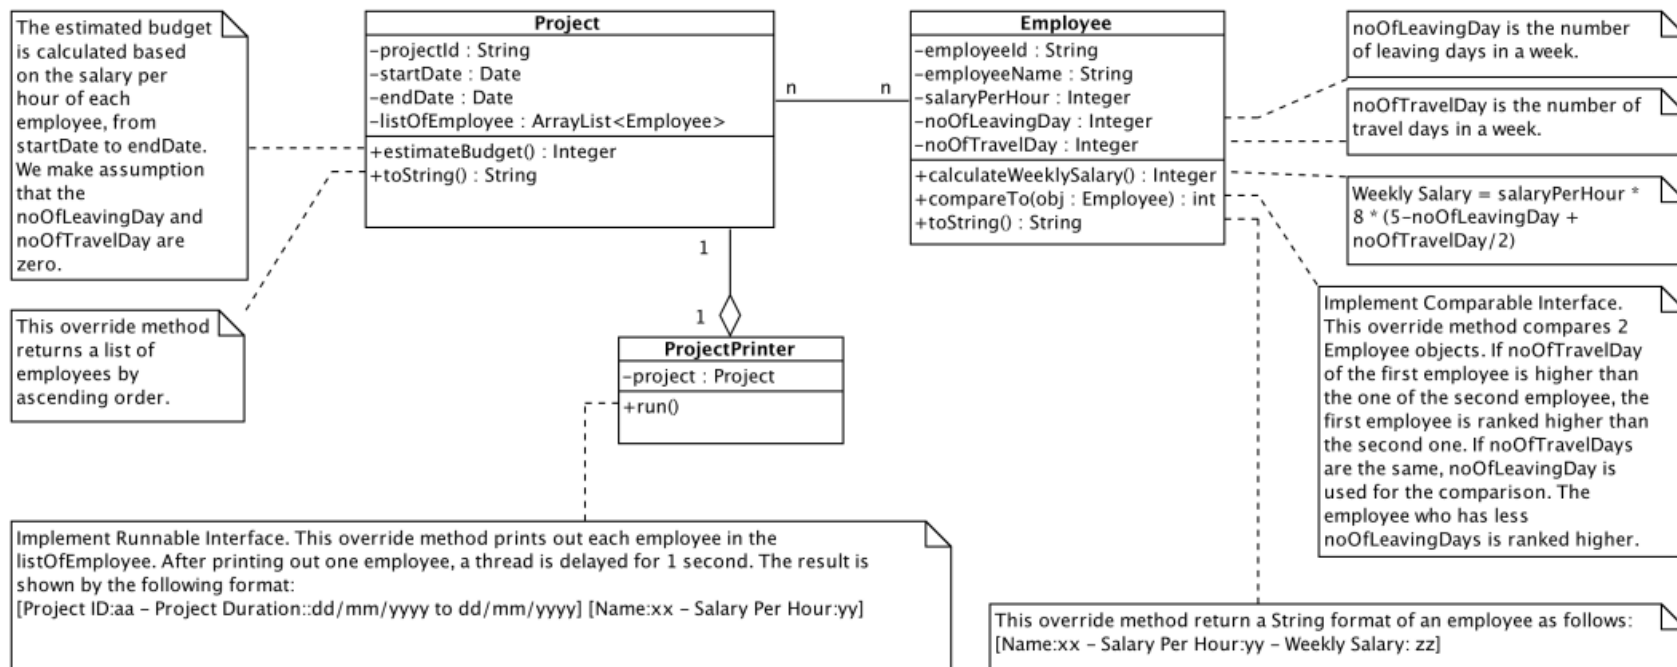 The estimated budget
is calculated based
on the salary per
hour of each
employee, from
startDate to endDate.
We make assumption
that the
noOfLeavingDay and
noOfTravelDay are
zero.
This override method
returns a list of
employees by
ascending order.
Project
-projectId : String
-startDate : Date
-endDate : Date
-listOfEmployee : ArrayList<Employee>
+estimateBudget() : Integer
+toString() : String
n
n
1
1
Employee
-employeeId : String
-employeeName : String
-salaryPerHour : Integer
-noOfLeavingDay : Integer
-noOfTravelDay : Integer
+calculateWeeklySalary() : Integer
+compareTo(obj : Employee) : int
+toString() : String
noOfLeavingDay is the number
of leaving days in a week.
noOfTravelDay is the number of
travel days in a week.
Weekly Salary = salaryPerHour *
8 * (5-noOfLeavingDay +
noOfTravelDay/2)
Implement Comparable Interface.
This override method compares 2
Employee objects. If noOfTravelDay
of the first employee is higher than
the one of the second employee, the
first employee is ranked higher than
the second one. If noOfTravelDays
are the same, noOfLeavingDay is
used for the comparison. The
employee who has less
noOfLeavingDays is ranked higher.
ProjectPrinter
-project : Project
+run()
Implement Runnable Interface. This override method prints out each employee in the
listOfEmployee. After printing out one employee, a thread is delayed for 1 second. The result is
shown by the following format:
[Project ID:aa - Project Duration::dd/mm/yyyy to dd/mm/yyyy] [Name:xx - Salary Per Hour:yy]
This override method return a String format of an employee as follows:
[Name:xx - Salary Per Hour:yy - Weekly Salary: zz]